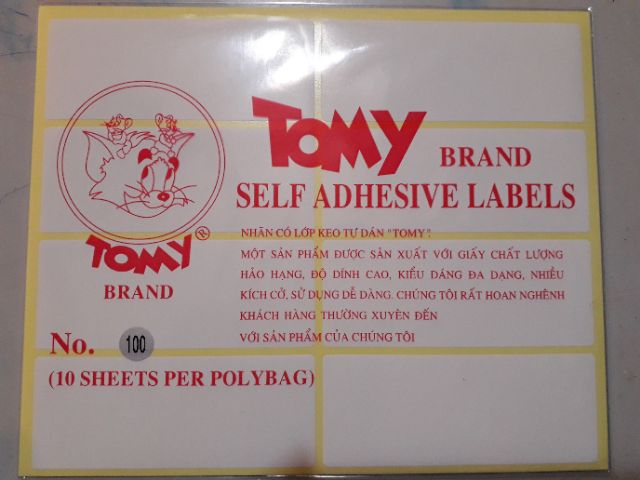 TOMY BRAND
SELF ADHESIVE LABELS
NHÃN CÓ LỚP KEO TỰ DÁN "TOMY".
MỘT SẢN PHẨM ĐƯỢC SẢN XUẤT VỚI GIẤY CHẤT LƯỢNG
HẢO HẠNG, ĐỘ DÍNH CAO, KIỂU DÁNG ĐA DẠNG, NHIỀU
KÍCH CỞ, SỬ DỤNG DỄ DÀNG. CHÚNG TÔI RẤT HOAN NGHÊNH
KHÁCH HÀNG THƯỜNG XUYÊN ĐẾN
VỚI SẢN PHẨM CỦA CHÚNG TÔI
TOMY®
BRAND
No. 100
(10 SHEETS PER POLYBAG)